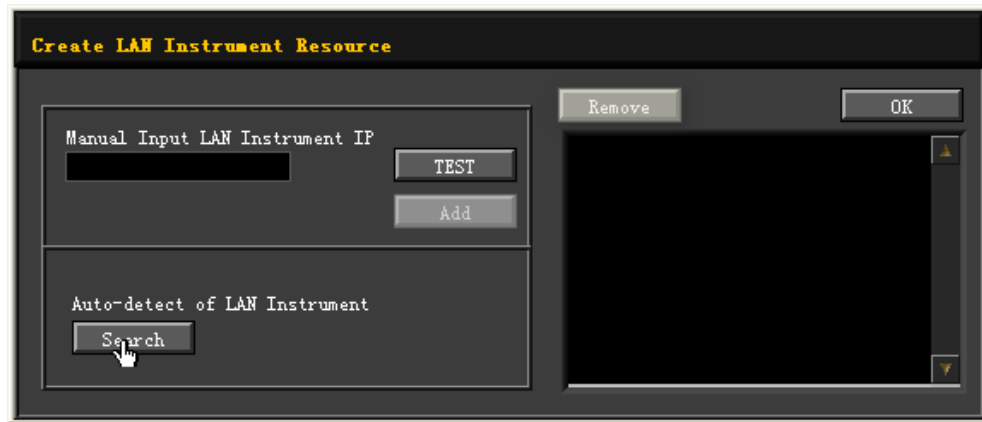 Create LAN Instrument Resource
Manual Input LAN Instrument IP
TEST
Add
Auto-detect of LAN Instrument
Search
Remove
OK